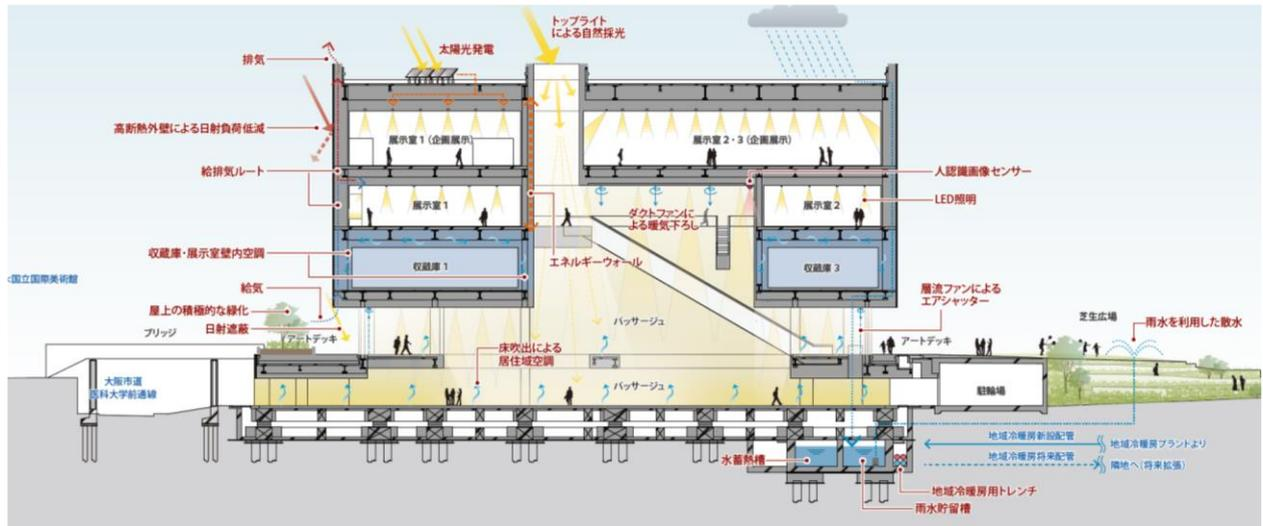 トップライト
による自然採光
太陽光発電
排気
高断熱外壁による日射負荷低減
展示室1(企画展示)
展示室2・3(企画展示)
給排気ルート
人認識画像センサー
展示室1
ダクトファン
による暖気下ろし
展示室2
LED照明
収蔵庫・展示室壁内空調
エネルギーウォール
収蔵庫1
収蔵庫3
国立国際美術館
給気
層流ファンによる
エアシャッター
屋上の積極的な緑化
日射遮蔽
パッサージュ
芝生広場
雨水を利用した散水
ブリッジ
アートデッキ
床吹出による
居住域空調
アートデッキ
大阪市道
医科大学前通線
パッサージュ
駐輪場
地域冷暖房新設配管
地域冷暖房プラントより
水蓄熱槽
地域冷暖房将来配管
隣地へ(将来拡張)
地域冷暖房用トレンチ
雨水貯留槽